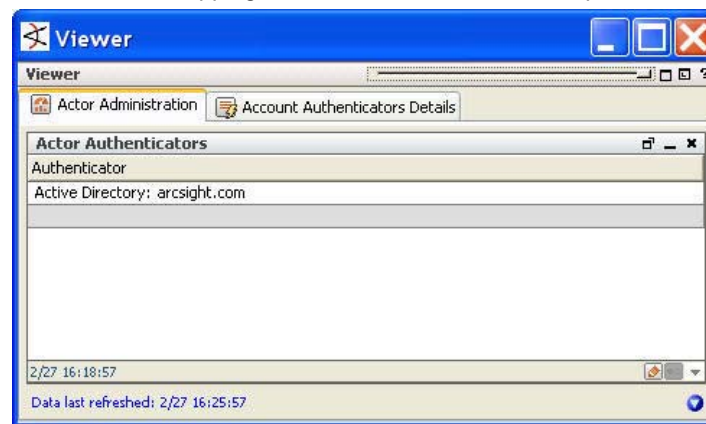 Viewer
Viewer
Actor Administration Account Authenticators Details
Actor Authenticators
Authenticator
Active Directory: arcsight.com
2/27 16:18:57
Data last refreshed: 2/27 16:25:57